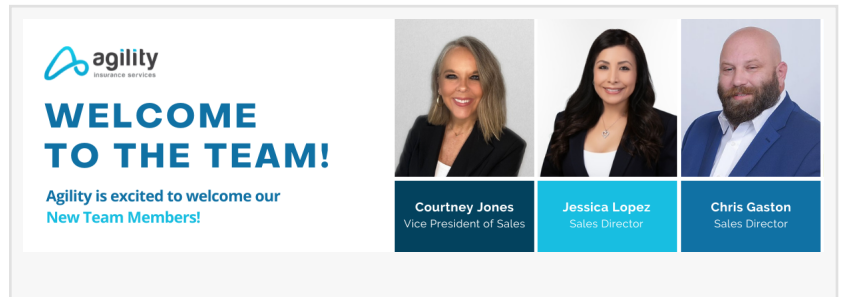 agility
insurance services
WELCOME
TO THE TEAM!
Agility is excited to welcome our
New Team Members!
Courtney Jones
Vice President of Sales
Jessica Lopez
Sales Director
Chris Gaston
Sales Director